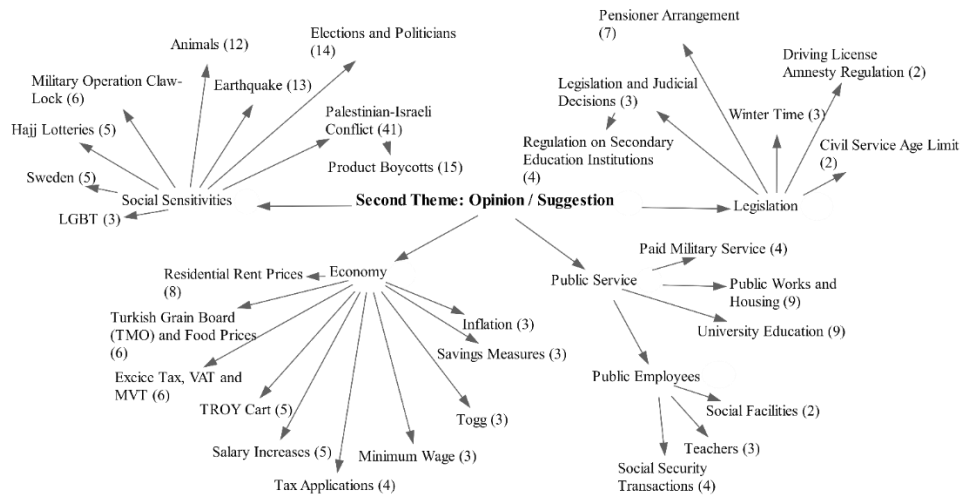 Elections and Politicians
(14)
Animals (12)
Military Operation Claw-
Lock (6)
Earthquake (13)
Hajj Lotteries (5)
Palestinian-Israeli
Conflict (41)
Product Boycotts (15)
Sweden (5)
Social Sensitivities
LGBT (3)
Pensioner Arrangement
(7)
Driving License
Amnesty Regulation (2)
Legislation and Judicial
Decisions (3)
Winter Time (3)
Regulation on Secondary
Education Institutions
(4)
Civil Service Age Limit
(2)
Legislation
Second Theme: Opinion / Suggestion
Residential Rent Prices
(8)
Economy
Turkish Grain Board
(TMO) and Food Prices
(6)
Inflation (3)
Savings Measures (3)
Excice Tax, VAT and
MVT (6)
TROY Cart (5)
Togg (3)
Salary Increases (5)
Minimum Wage (3)
Tax Applications (4)
Paid Military Service (4)
Public Service
Public Works and
Housing (9)
University Education (9)
Public Employees
Social Facilities (2)
Teachers (3)
Social Security
Transactions (4)